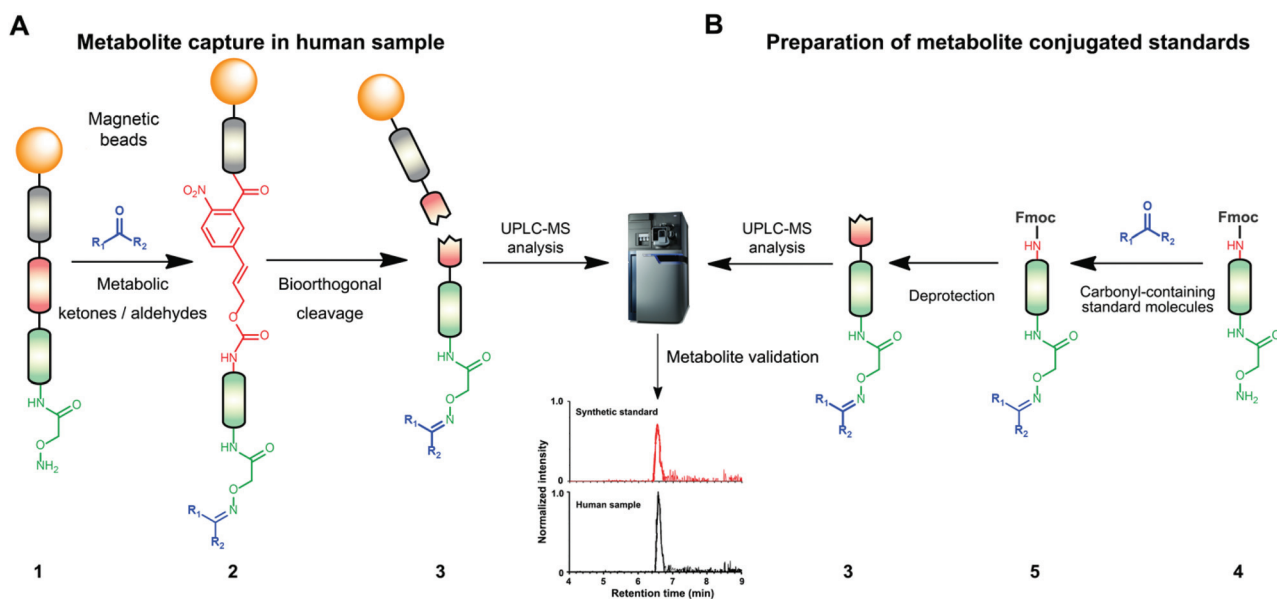 A
Metabolite capture in human sample
Magnetic
beads
O
R1 R2
Metabolic
ketones / aldehydes
HN
O
O
NH2
1
O2N
O
O
O
HN
HN
O
O
N
R1
R2
2
Bioorthogonal
cleavage
HN
O
O
N
R1
R2
3
UPLC-MS
analysis
Metabolite validation
Synthetic standard
1.0
0
Human sample
1.0
0
Normalized intensity
4 5 6 7 8 9
Retention time (min)
B
Preparation of metabolite conjugated standards
UPLC-MS
analysis
HN
O
O
N
R1
R2
3
Deprotection
Fmoc
HN
HN
O
O
N
R1
R2
5
O
R1 R2
Carbonyl-containing
standard molecules
Fmoc
HN
HN
O
O
NH2
4